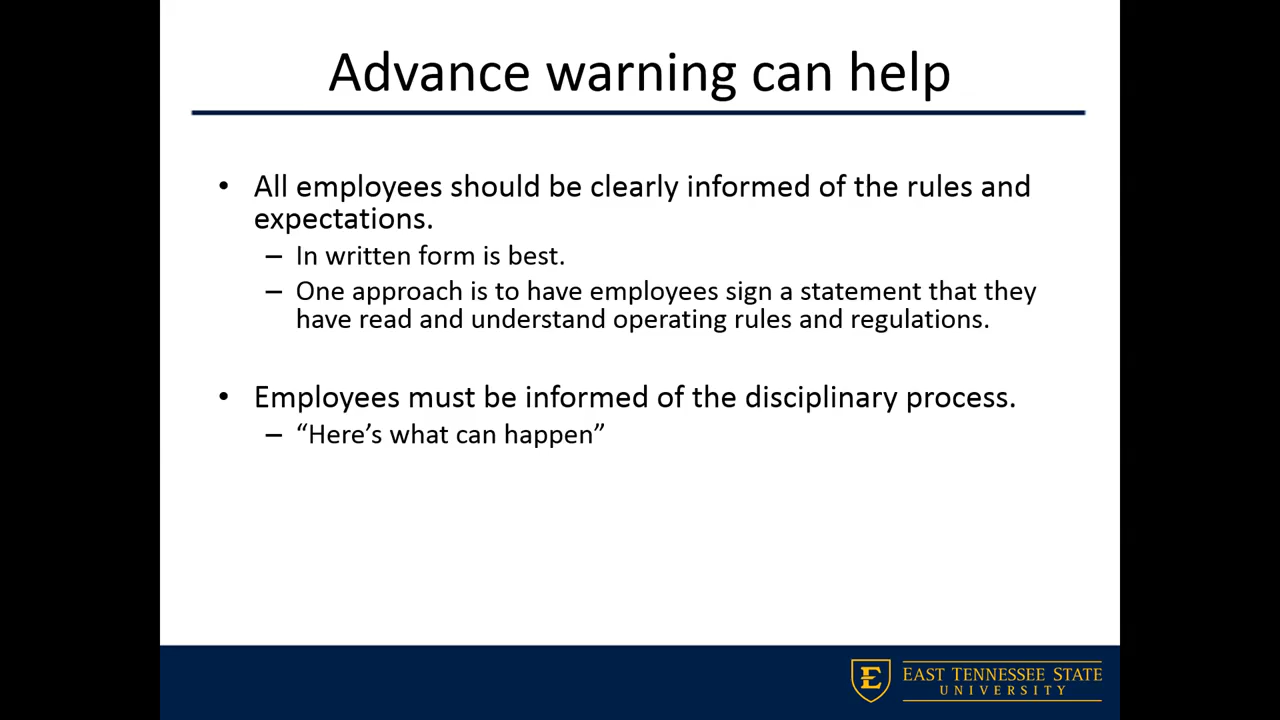 Advance warning can help
• All employees should be clearly informed of the rules and
expectations.
– In written form is best.
– One approach is to have employees sign a statement that they
have read and understand operating rules and regulations.
• Employees must be informed of the disciplinary process.
– “Here’s what can happen”
E
EAST TENNESSEE STATE
UNIVERSITY